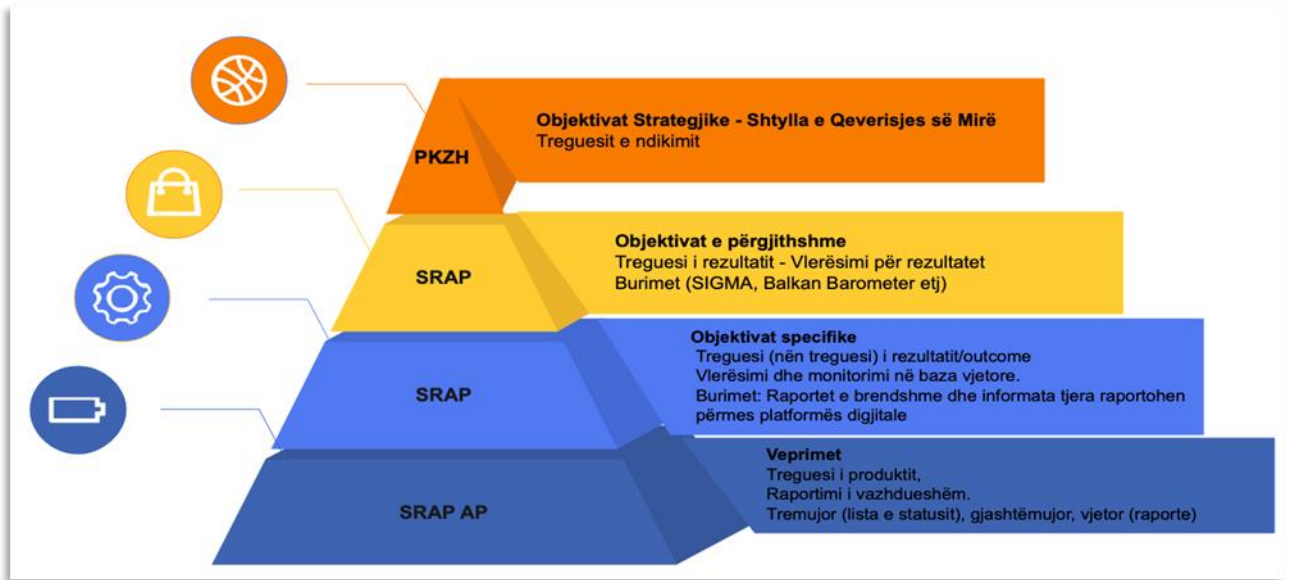 PKZH
Objektivat Strategjike - Shtylla e Qeverisjes së Mirë
Treguesit e ndikimit
SRAP
Objektivat e përgjithshme
Treguesi i rezultatit - Vlerësimi për rezultatet
Burimet (SIGMA, Balkan Barometer etj)
SRAP
Objektivat specifike
Treguesi (nën treguesi) i rezultatit/outcome
Vlerësimi dhe monitorimi në baza vjetore.
Burimet: Raportet e brendshme dhe informata tjera raportohen
përmes platformës digjitale
SRAP AP
Veprimet
Treguesi i produktit,
Raportimi i vazhdueshëm.
Tremujor (lista e statusit), gjashtëmujor, vjetor (raporte)